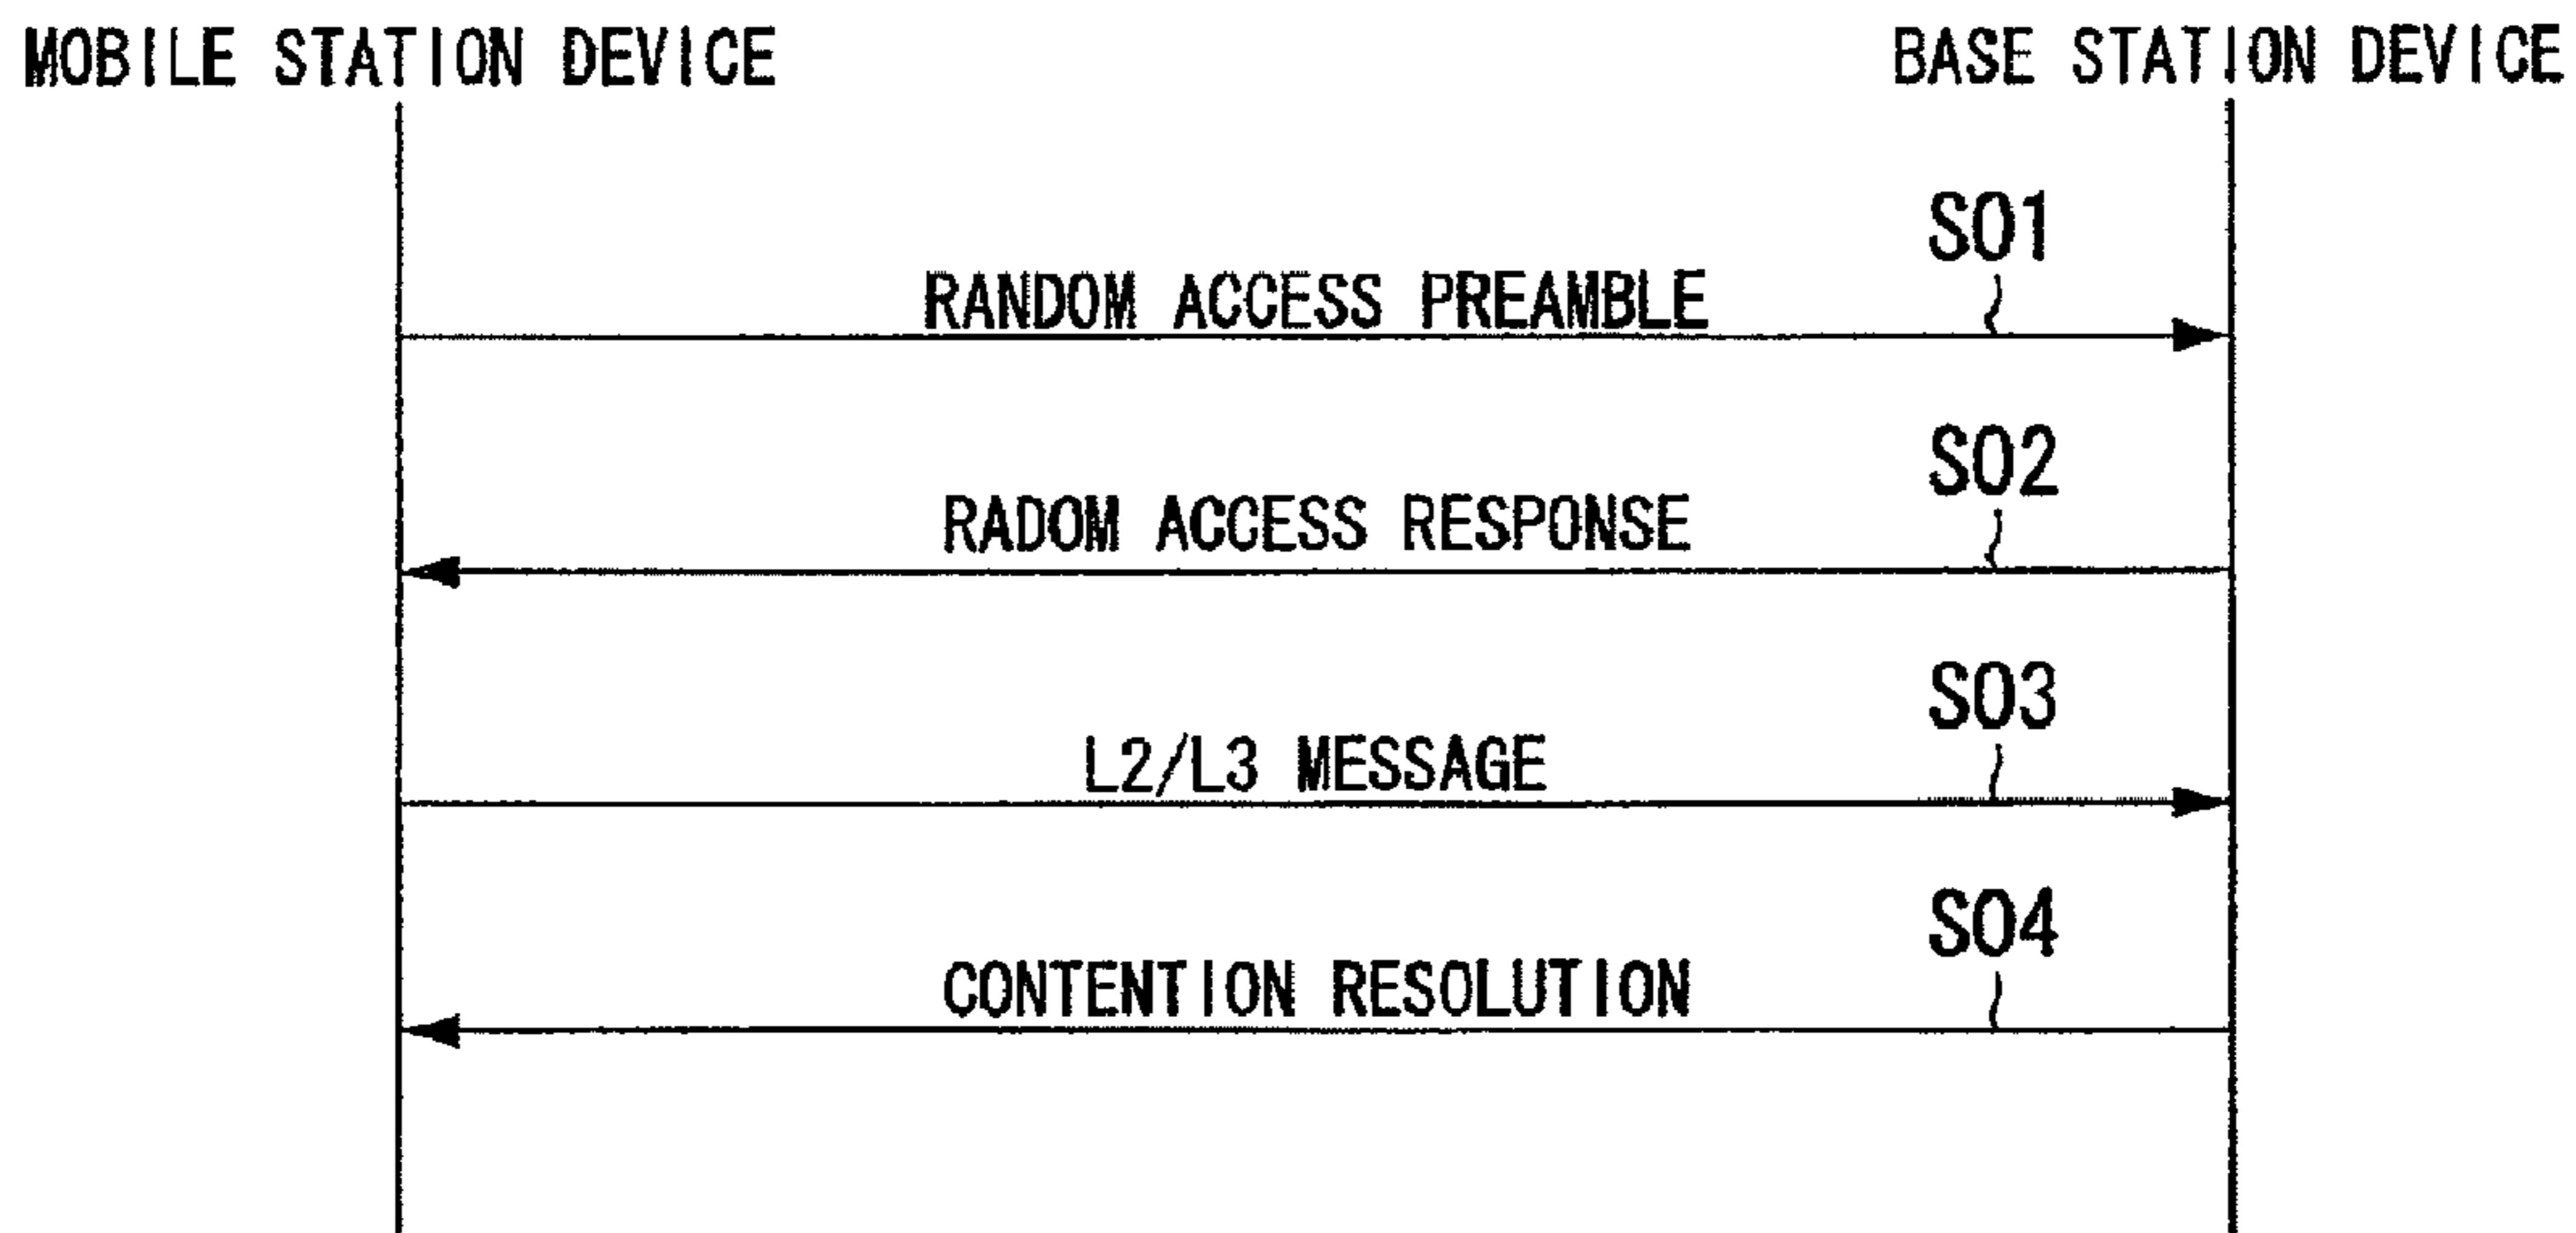 MOBILE STATION DEVICE
BASE STATION DEVICE
S01
RANDOM ACCESS PREAMBLE
S02
RADOM ACCESS RESPONSE
S03
L2/L3 MESSAGE
S04
CONTENTION RESOLUTION